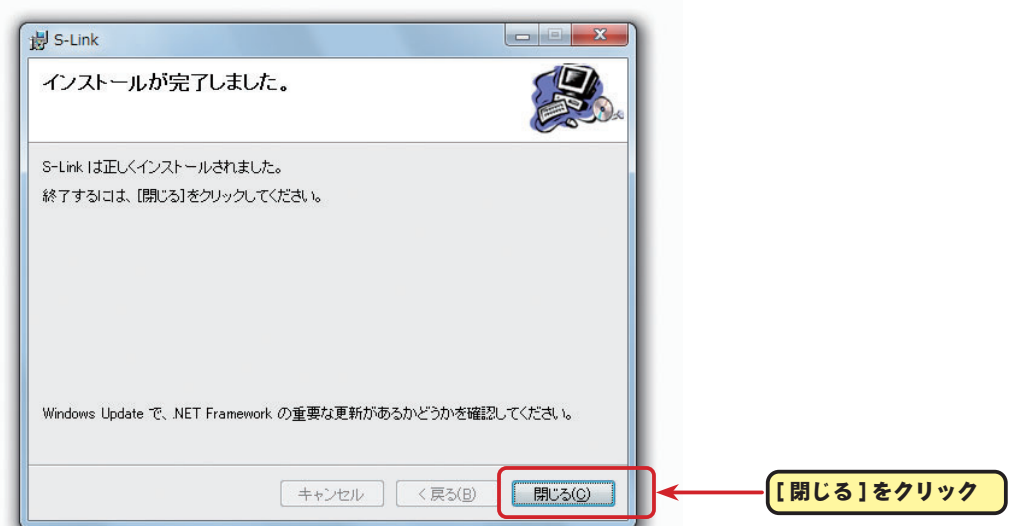 S-Link
インストールが完了しました。
S-Link は正しくインストールされました。
終了するには、[閉じる]をクリックしてください。
Windows Update で、.NET Framework の重要な更新があるかどうかを確認してください。
キャンセル
< 戻る(B)
閉じる(C)
[閉じる]をクリック